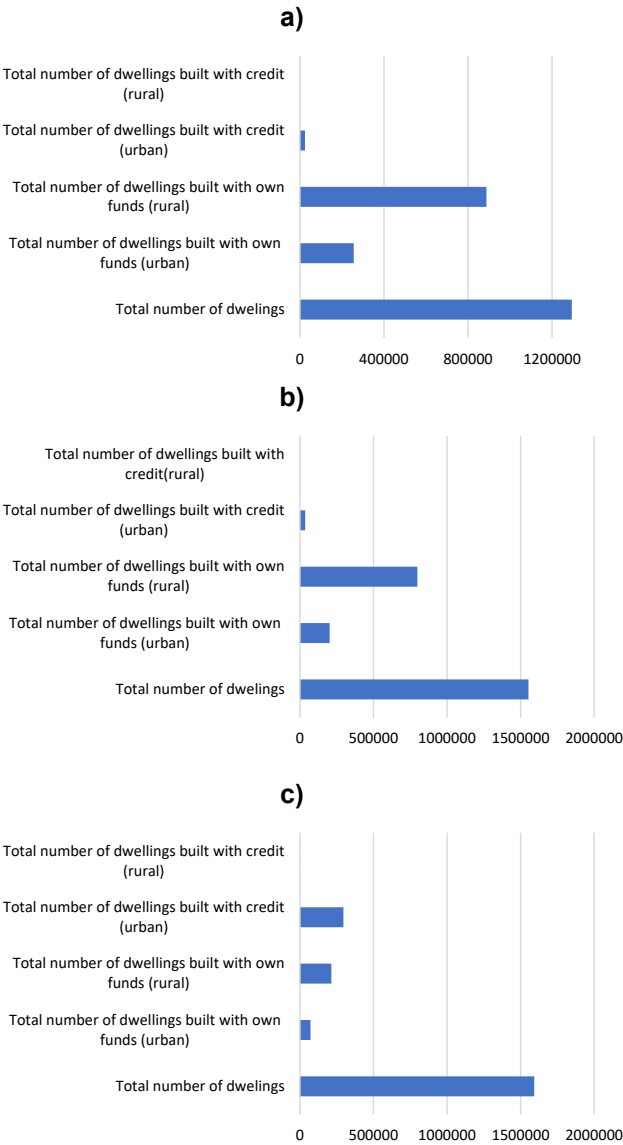 a)
Total number of dwellings built with credit
(rural)
Total number of dwellings built with credit
(urban)
Total number of dwellings built with own
funds (rural)
Total number of dwellings built with own
funds (urban)
Total number of dwelings
0 400000 800000 1200000
b)
Total number of dwellings built with
credit(rural)
Total number of dwellings built with credit
(urban)
Total number of dwellings built with own
funds (rural)
Total number of dwellings built with own
funds (urban)
Total number of dwelings
0 500000 1000000 1500000 2000000
c)
Total number of dwellings built with credit
(rural)
Total number of dwellings built with credit
(urban)
Total number of dwellings built with own
funds (rural)
Total number of dwellings built with own
funds (urban)
Total number of dwelings
0 500000 1000000 1500000 2000000